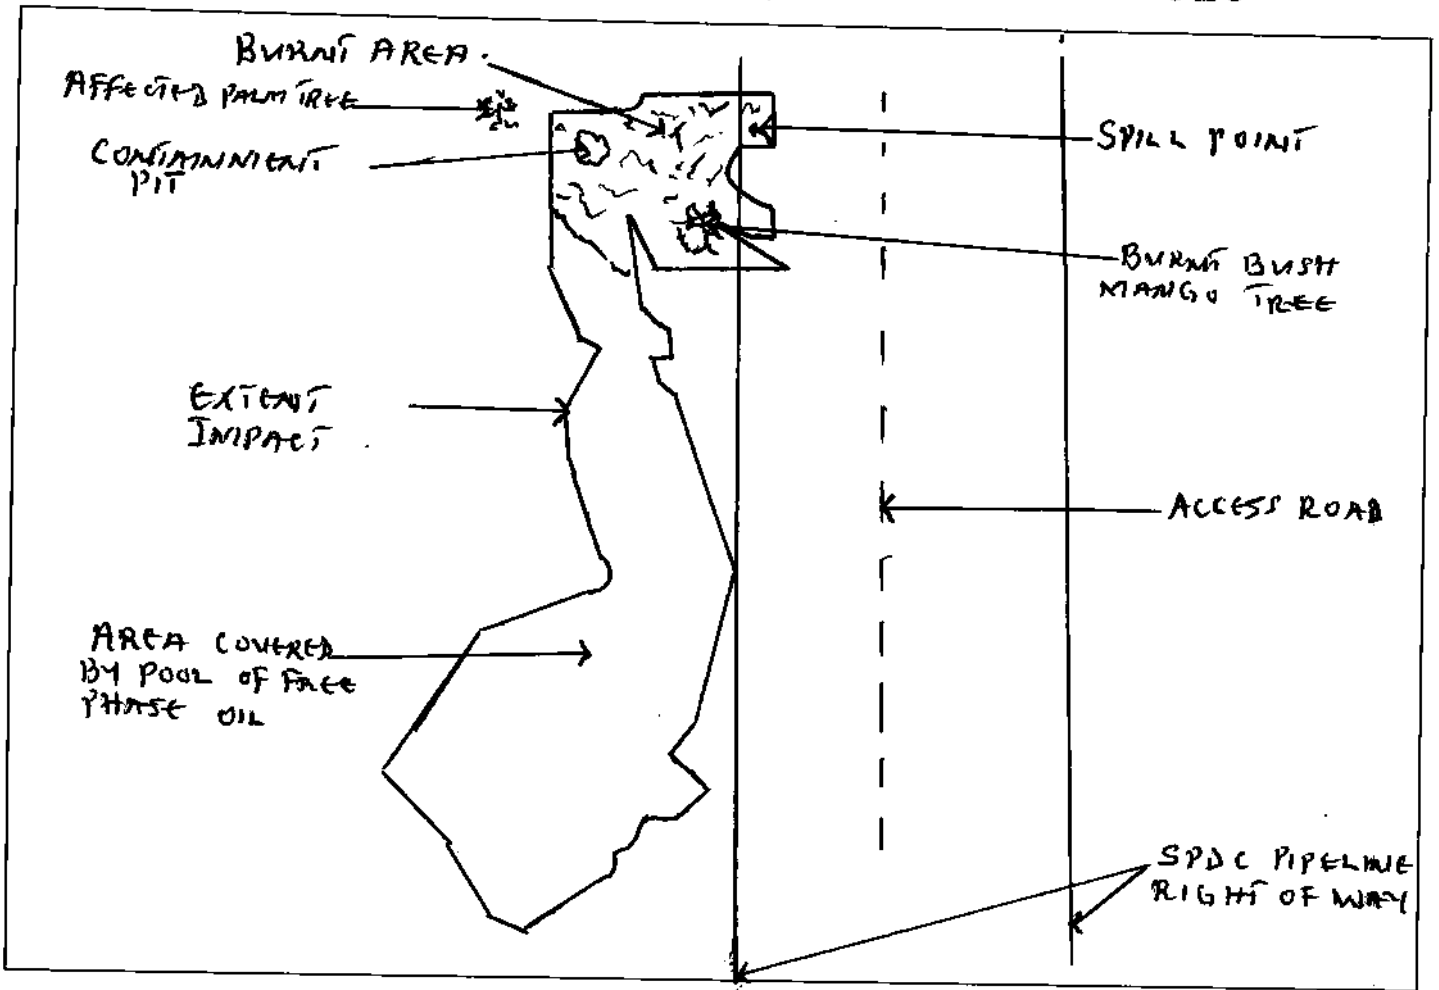 BURNT AREA.
AFFECTED PALM TREE
CONTAINMENT
PIT
SPILL POINT
BURNT BUSH
MANGO TREE
EXTENT
IMPACT
ACCESS ROAD
AREA COVERED
BY POOL OF FREE
PHASE OIL
SPDC PIPELINE
RIGHT OF WAY